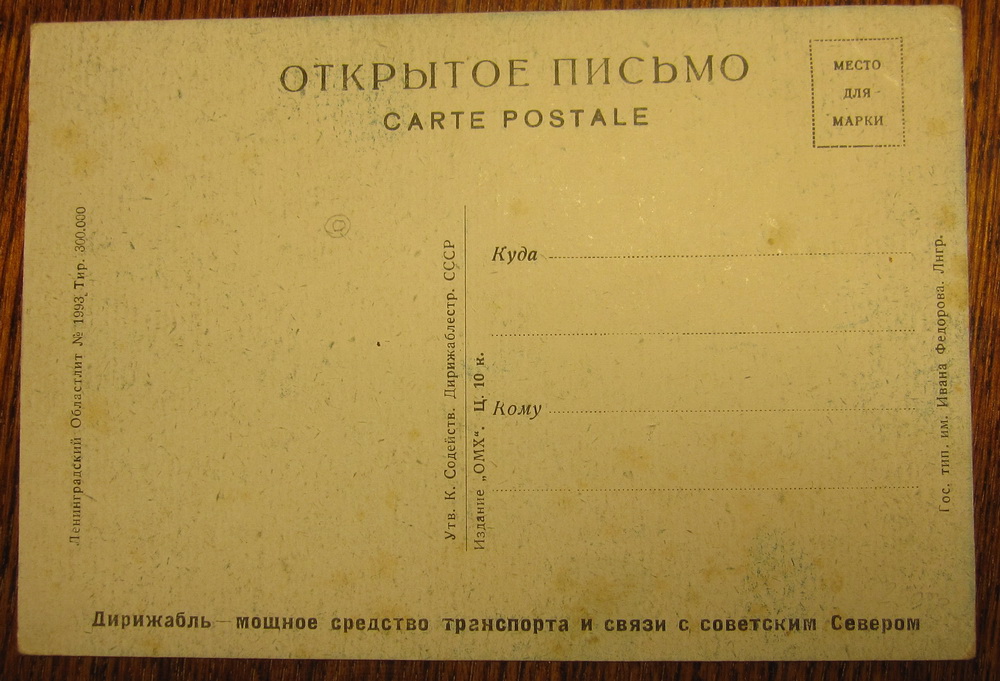 ОТКРЫТОЕ ПИСЬМО
CARTE POSTALE
МЕСТО
ДЛЯ
МАРКИ
Ленинградский Областлит № 1993 Тир. 300.000
Утв. К. Содейств. Дирижаблестр. СССР
Издание „ОМХ“. Ц. 10 к.
Куда
Кому
Гос. тип. им. Ивана Федорова. Лнгр.
Дирижабль — мощное средство транспорта и связи с советским Севером